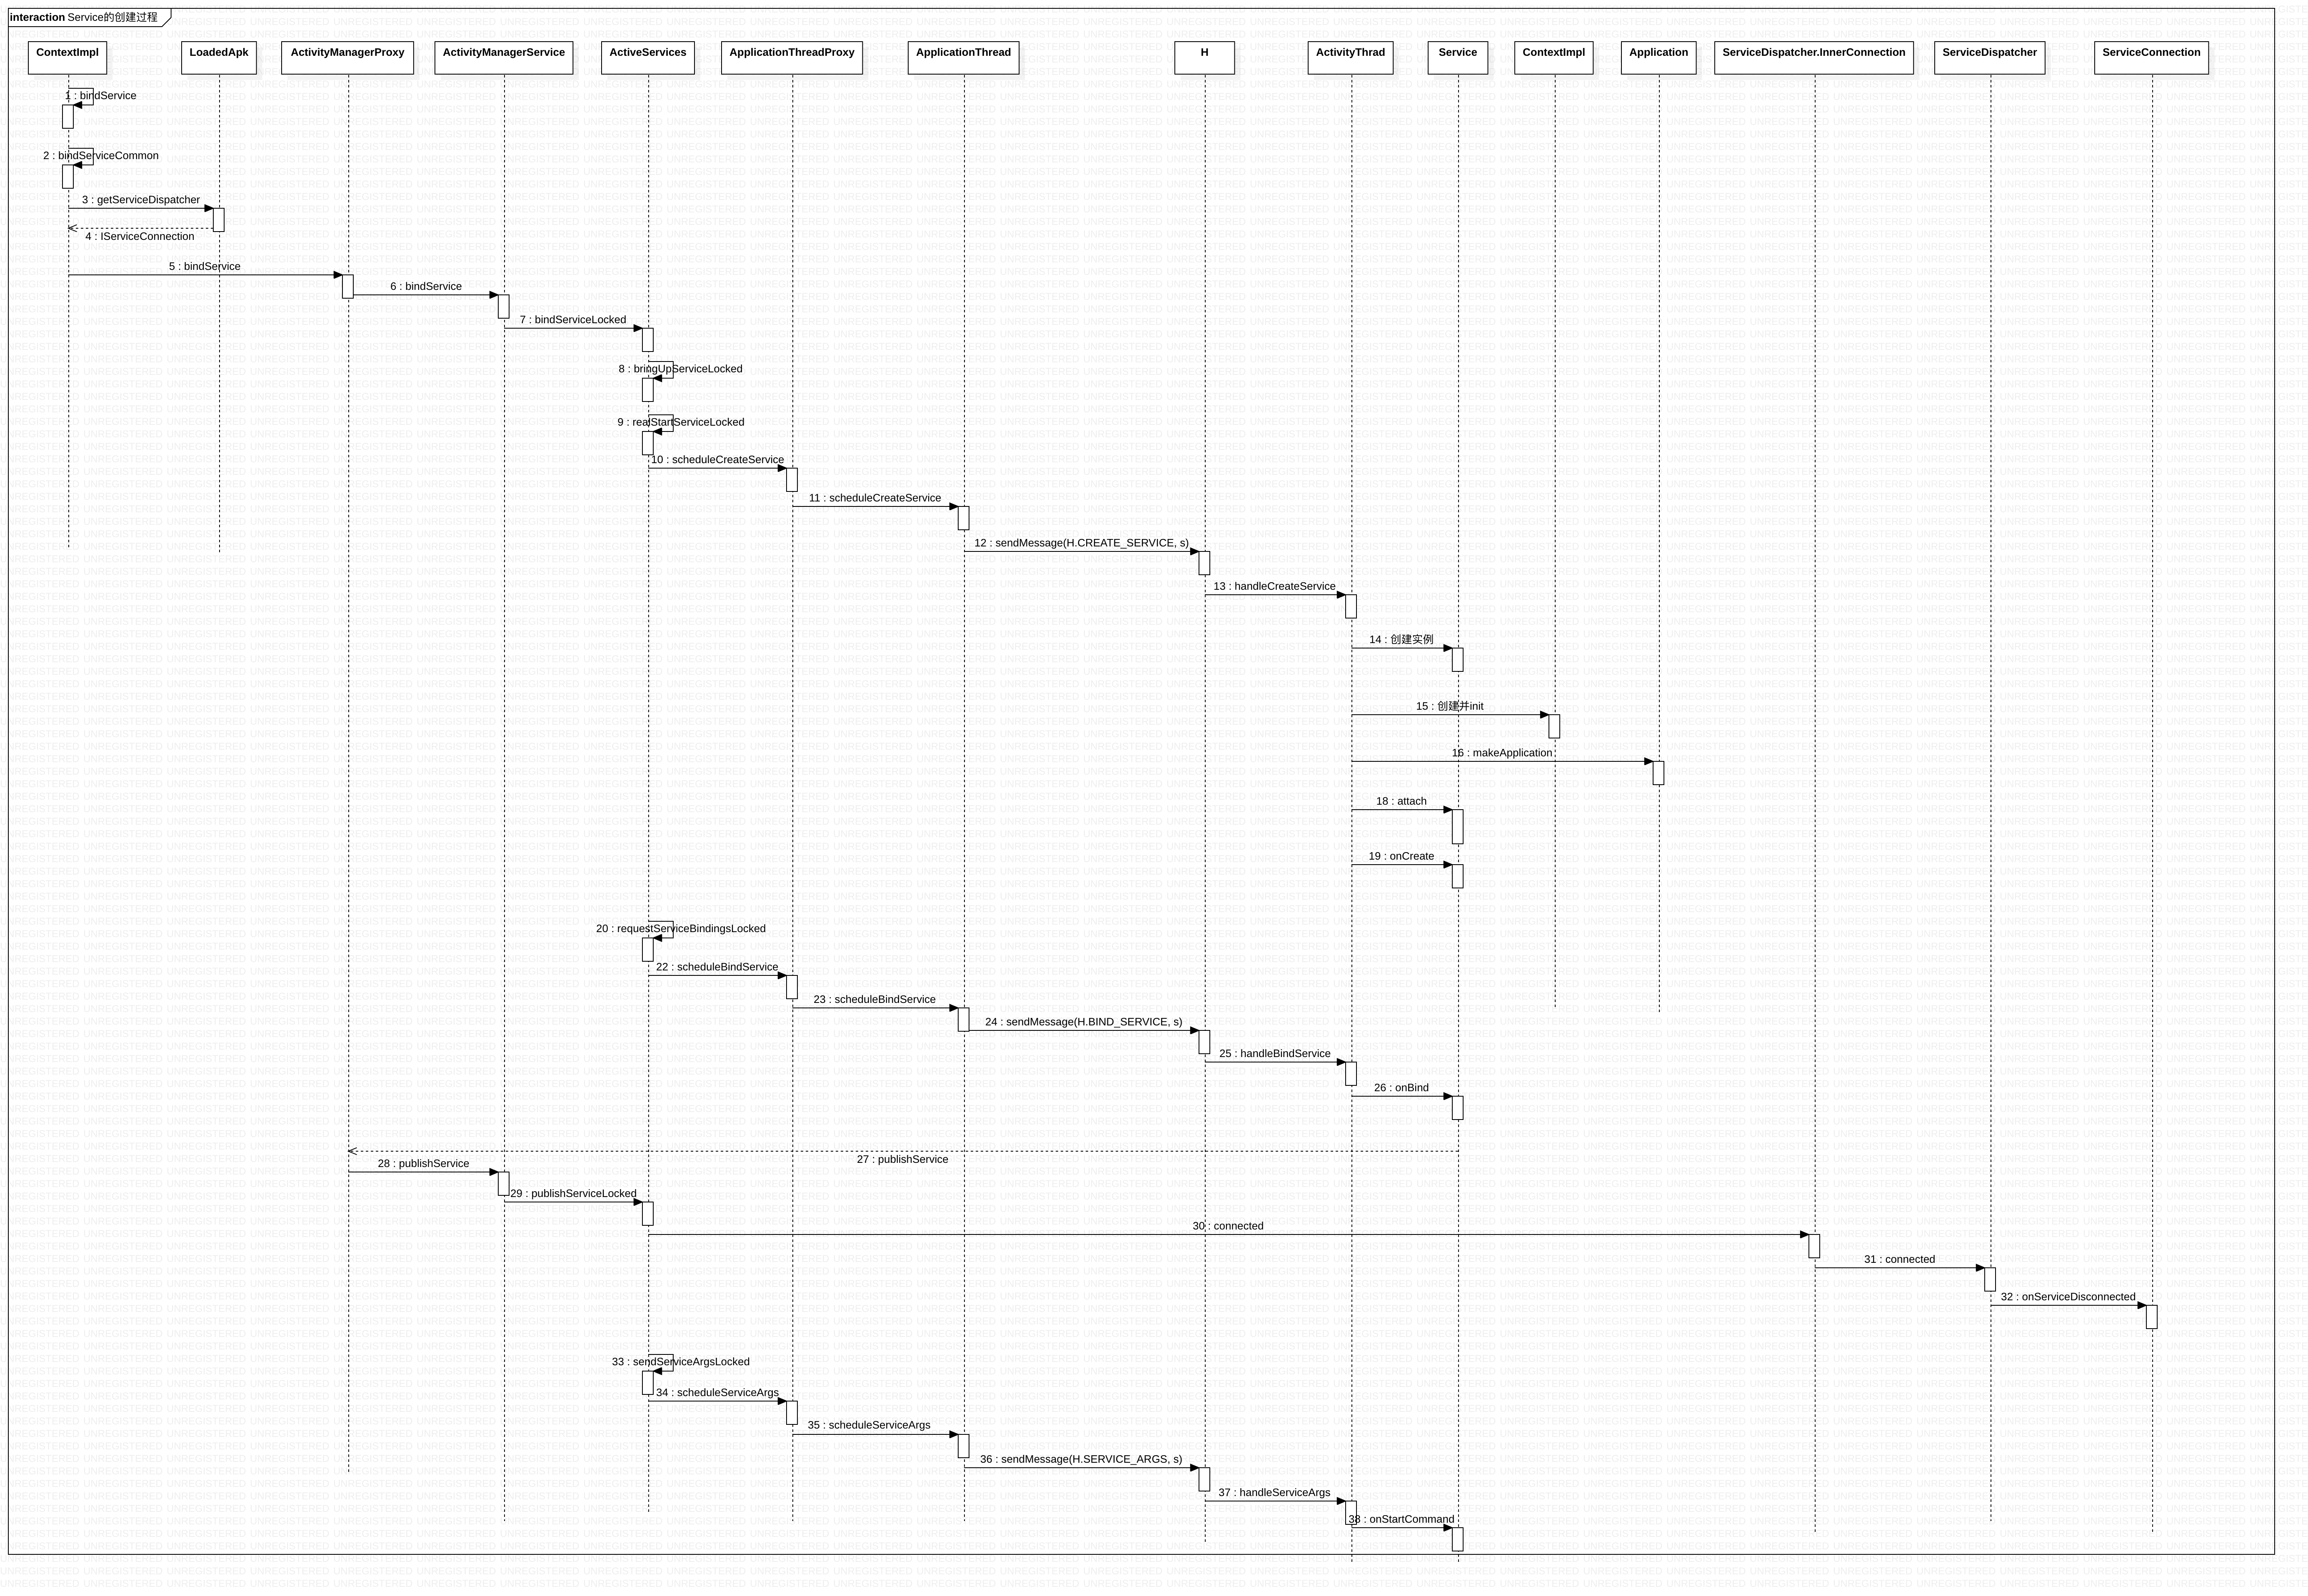 interaction Service的创建过程
ContextImpl
LoadedApk
ActivityManagerProxy
ActivityManagerService
ActiveServices
ApplicationThreadProxy
ApplicationThread
H
ActivityThrad
Service
ContextImpl
Application
ServiceDispatcher.InnerConnection
ServiceDispatcher
ServiceConnection
1 : bindService
2 : bindServiceCommon
3 : getServiceDispatcher
4 : IServiceConnection
5 : bindService
6 : bindService
7 : bindServiceLocked
8 : bringUpServiceLocked
9 : realStartServiceLocked
10 : scheduleCreateService
11 : scheduleCreateService
12 : sendMessage(H.CREATE_SERVICE, s)
13 : handleCreateService
14 : 创建实例
15 : 创建并init
16 : makeApplication
18 : attach
19 : onCreate
20 : requestServiceBindingsLocked
22 : scheduleBindService
23 : scheduleBindService
24 : sendMessage(H.BIND_SERVICE, s)
25 : handleBindService
26 : onBind
27 : publishService
28 : publishService
29 : publishServiceLocked
30 : connected
31 : connected
32 : onServiceDisconnected
33 : sendServiceArgsLocked
34 : scheduleServiceArgs
35 : scheduleServiceArgs
36 : sendMessage(H.SERVICE_ARGS, s)
37 : handleServiceArgs
38 : onStartCommand